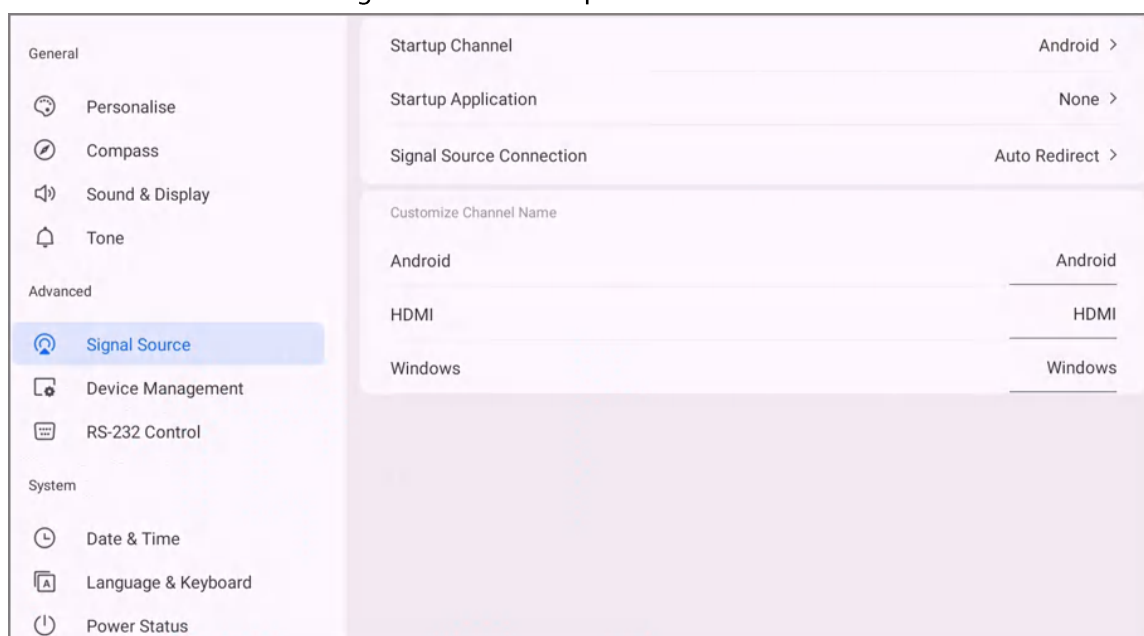 General
Personalise
Compass
Sound & Display
Tone
Advanced
Signal Source
Device Management
RS-232 Control
System
Date & Time
Language & Keyboard
Power Status
Startup Channel Android >
Startup Application None >
Signal Source Connection Auto Redirect >
Customize Channel Name
Android Android
HDMI HDMI
Windows Windows